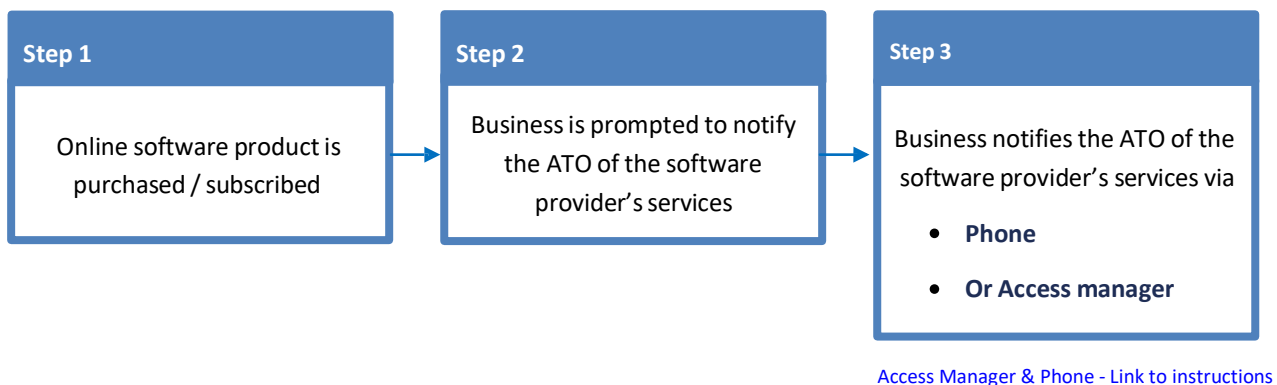 Step 1
Online software product is
purchased / subscribed
Step 2
Business is prompted to notify
the ATO of the software
provider’s services
Step 3
Business notifies the ATO of the
software provider’s services via
• Phone
• Or Access manager
Access Manager & Phone - Link to instructions